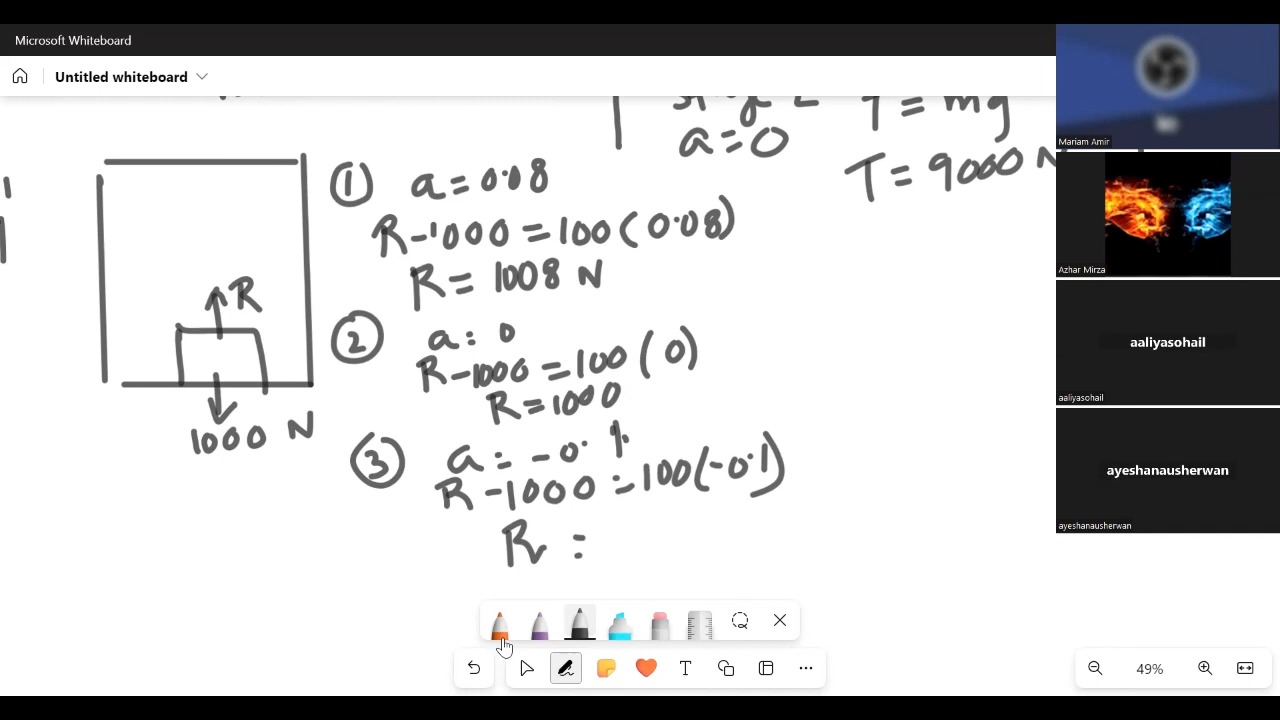 Microsoft Whiteboard
Untitled whiteboard
a = 0
T = mg
T = 9000 N
① a = 0.08
R - 1000 = 100 (0.08)
R = 1008 N
R
1000 N
② a = 0
R - 1000 = 100 (0)
R = 1000
③ a = - 0.1
R - 1000 = 100 (-0.1)
R =
Mariam Amir
Azhar Mirza
aaliyasohail
aaliyasohail
ayeshanausherwan
ayeshanausherwan
T
49%